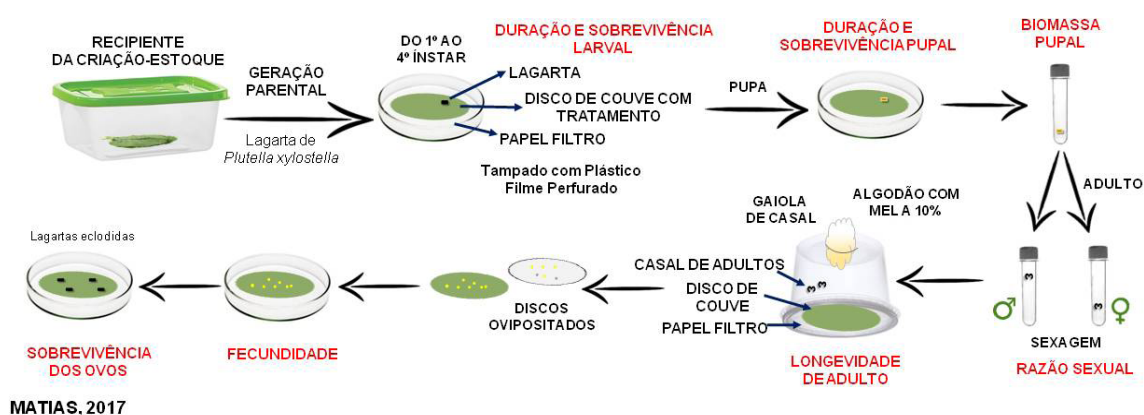 RECIPIENTE
DA CRIAÇÃO-ESTOQUE
GERAÇÃO
PARENTAL
Lagarta de
Plutella xylostella
DO 1º AO
4º ÍNSTAR
DURAÇÃO E SOBREVIVÊNCIA
LARVAL
LAGARTA
DISCO DE COUVE COM
TRATAMENTO
PAPEL FILTRO
Tampado com Plástico
Filme Perfurado
PUPA
DURAÇÃO E
SOBREVIVÊNCIA PUPAL
BIOMASSA
PUPAL
ADULTO
♂
♀
SEXAGEM
RAZÃO SEXUAL
GAIOLA
DE CASAL
ALGODÃO COM
MEL A 10%
CASAL DE ADULTOS
DISCO DE
COUVE
PAPEL FILTRO
LONGEVIDADE
DE ADULTO
DISCOS
OVIPOSITADOS
FECUNDIDADE
Lagartas eclodidas
SOBREVIVÊNCIA
DOS OVOS
MATIAS, 2017